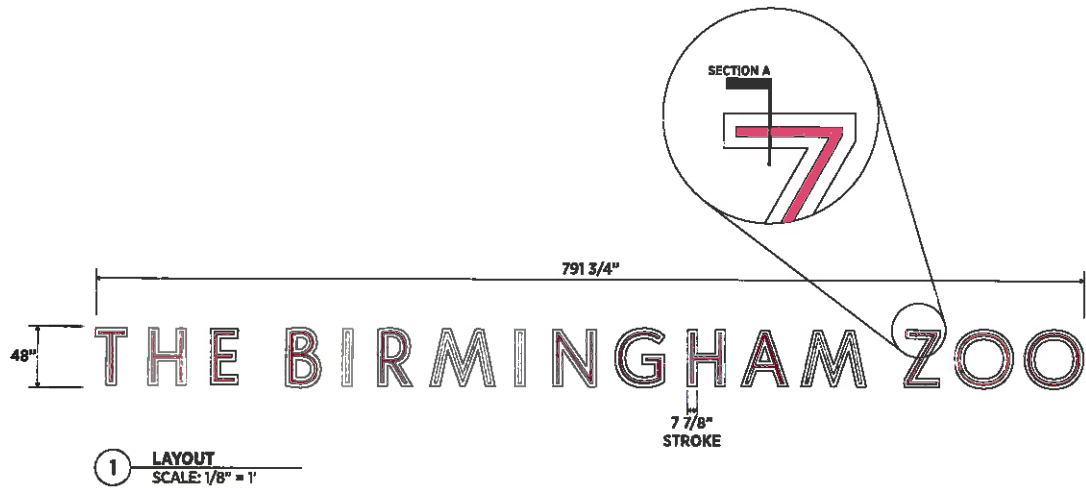 SECTION A
791 3/4"
48"
THE BIRMINGHAM ZOO
7 7/8"
STROKE
1 LAYOUT
SCALE: 1/8" = 1'